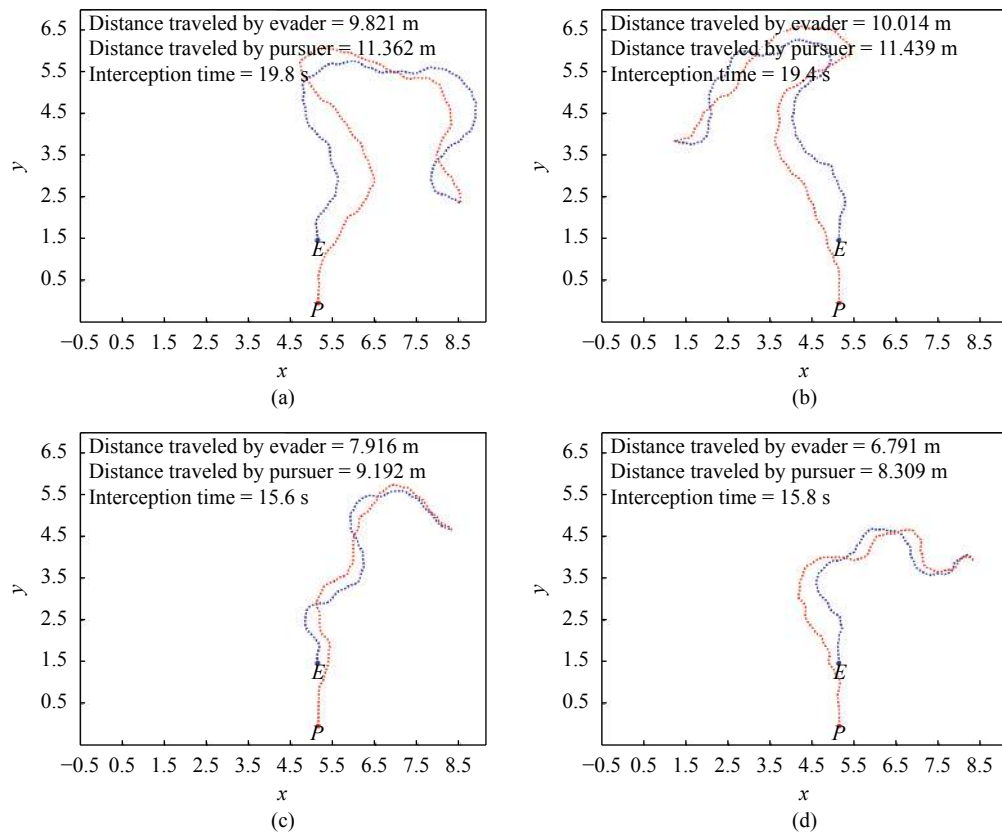 6.5
5.5
4.5
3.5
2.5
1.5
0.5
y
Distance traveled by evader = 9.821 m
Distance traveled by pursuer = 11.362 m
Interception time = 19.8 s
E
P
−0.5 0.5 1.5 2.5 3.5 4.5 5.5 6.5 7.5 8.5
x
(a)
6.5
5.5
4.5
3.5
2.5
1.5
0.5
y
Distance traveled by evader = 10.014 m
Distance traveled by pursuer = 11.439 m
Interception time = 19.4 s
E
P
−0.5 0.5 1.5 2.5 3.5 4.5 5.5 6.5 7.5 8.5
x
(b)
6.5
5.5
4.5
3.5
2.5
1.5
0.5
y
Distance traveled by evader = 7.916 m
Distance traveled by pursuer = 9.192 m
Interception time = 15.6 s
E
P
−0.5 0.5 1.5 2.5 3.5 4.5 5.5 6.5 7.5 8.5
x
(c)
6.5
5.5
4.5
3.5
2.5
1.5
0.5
y
Distance traveled by evader = 6.791 m
Distance traveled by pursuer = 8.309 m
Interception time = 15.8 s
E
P
−0.5 0.5 1.5 2.5 3.5 4.5 5.5 6.5 7.5 8.5
x
(d)